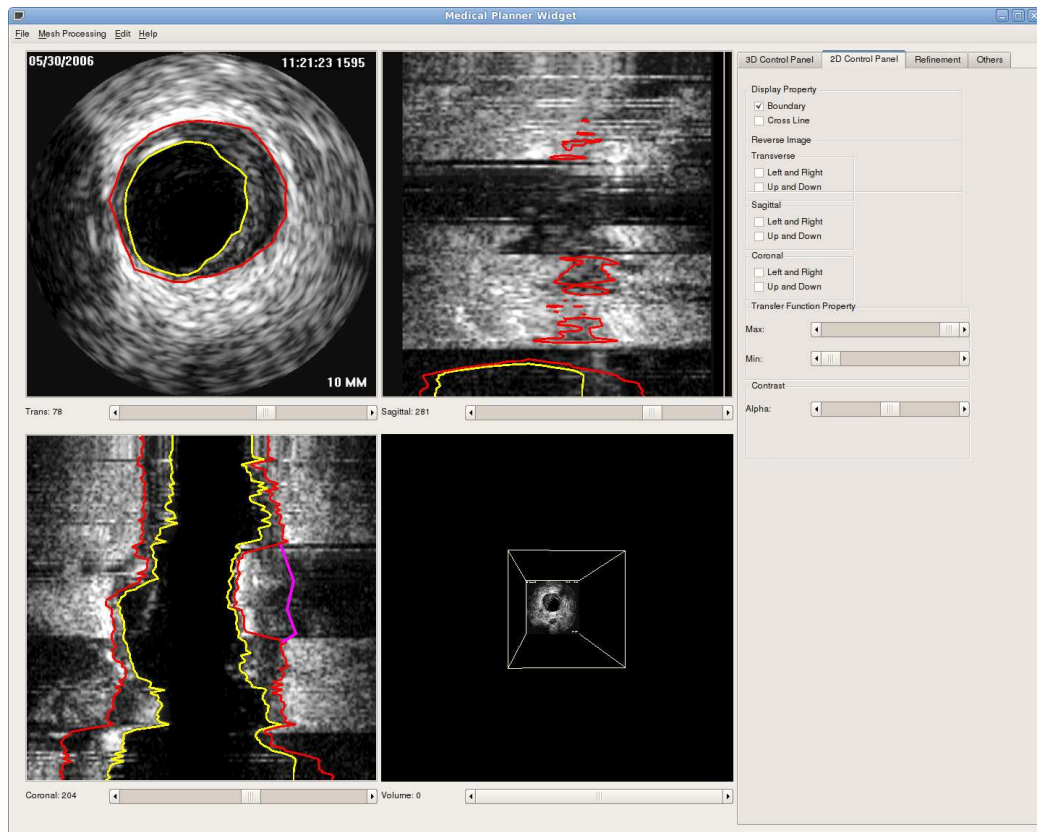 Medical Planner Widget
File Mesh Processing Edit Help
05/30/2006 11:21:23 1595
10 MM
Trans: 78
Sagittal: 281
Coronal: 204
Volume: 0
3D Control Panel 2D Control Panel Refinement Others
Display Property
Boundary
Cross Line
Reverse Image
Transverse
Left and Right
Up and Down
Sagittal
Left and Right
Up and Down
Coronal
Left and Right
Up and Down
Transfer Function Property
Max:
Min:
Contrast
Alpha: